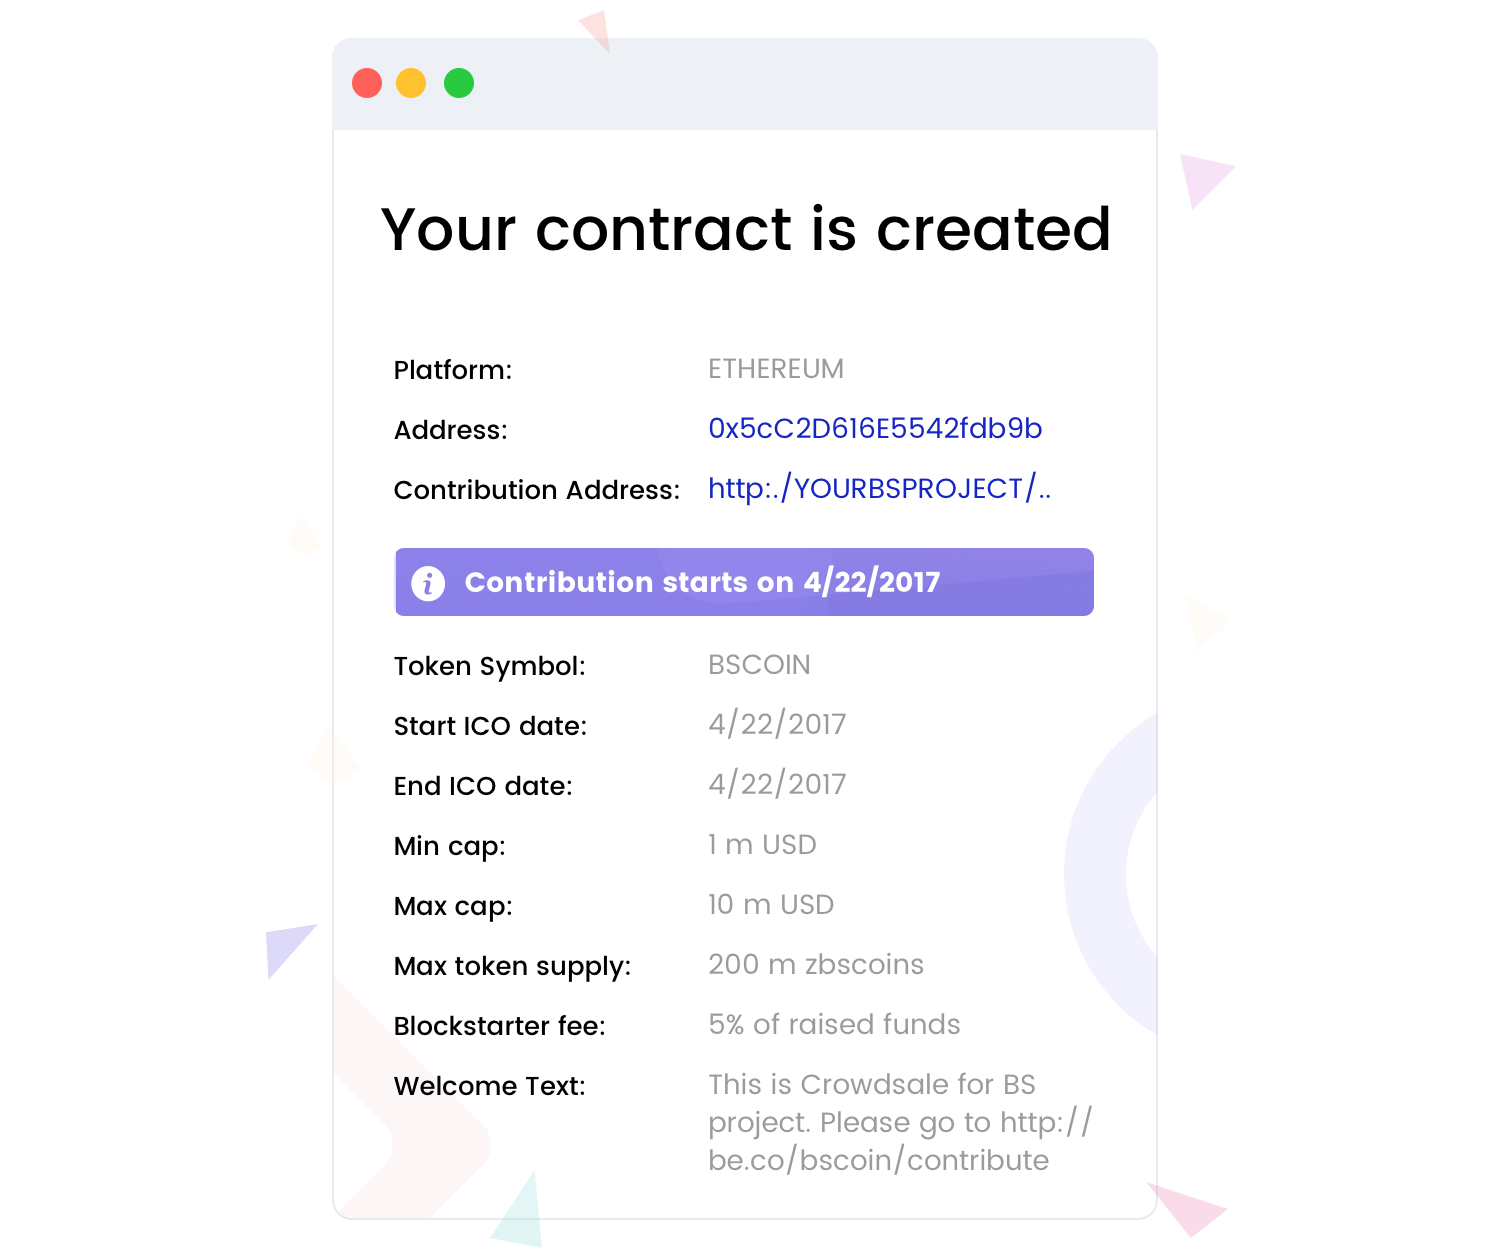 Your contract is created
Platform: ETHEREUM
Address: 0x5cC2D616E5542fdb9b
Contribution Address: http:./YOURBSPROJECT/..
Contribution starts on 4/22/2017
Token Symbol: BSCOIN
Start ICO date: 4/22/2017
End ICO date: 4/22/2017
Min cap: 1 m USD
Max cap: 10 m USD
Max token supply: 200 m zbscoins
Blockstarter fee: 5% of raised funds
Welcome Text: This is Crowdsale for BS
project. Please go to http://
be.co/bscoin/contribute